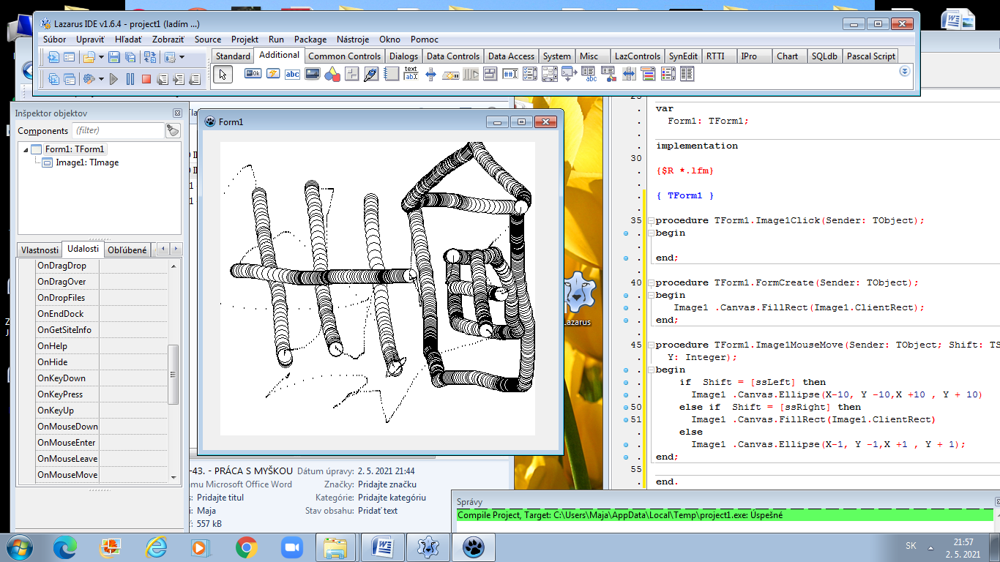 Lazarus IDE v1.6.4 - project1 (ladím ...)
Súbor Upraviť Hľadať Zobraziť Source Projekt Run Package Nástroje Okno Pomoc
Standard Additional Common Controls Dialogs Data Controls Data Access System Misc LazControls SynEdit RTTI IPro Chart SQLdb Pascal Script
Inšpektor objektov
Components (filter)
Form1: TForm1
Image1: TImage
Vlastnosti Udalosti Obľúbené
OnDragDrop
OnDragOver
OnDropFiles
OnEndDock
OnGetSiteInfo
OnHelp
OnHide
OnKeyDown
OnKeyPress
OnKeyUp
OnMouseDown
OnMouseEnter
OnMouseLeave
OnMouseMove
Form1
Lazarus
var
Form1: TForm1;
implementation
30
{$R *.lfm}
{ TForm1 }
35 procedure TForm1.Image1Click(Sender: TObject);
begin
end;
40 procedure TForm1.FormCreate(Sender: TObject);
begin
Image1 .Canvas.FillRect(Image1.ClientRect);
end;
45 procedure TForm1.Image1MouseMove(Sender: TObject; Shift: TS
Y: Integer);
begin
if Shift = [ssLeft] then
Image1 .Canvas.Ellipse(X-10, Y -10,X +10 , Y + 10)
50 else if Shift = [ssRight] then
51 Image1 .Canvas.FillRect(Image1.ClientRect)
else
Image1 .Canvas.Ellipse(X-1, Y -1,X +1 , Y + 1);
end;
55
end.
-43. - PRÁCA S MYŠKOU Dátum úpravy: 2. 5. 2021 21:44
mu Microsoft Office Word Značky: Pridajte značku
Pridajte titul Kategórie: Pridajte kategóriu
Maja Stav obsahu: Pridať text
557 kB
Správy
Compile Project, Target: C:\Users\Maja\AppData\Local\Temp\project1.exe: Úspešné
SK
21:57
2. 5. 2021